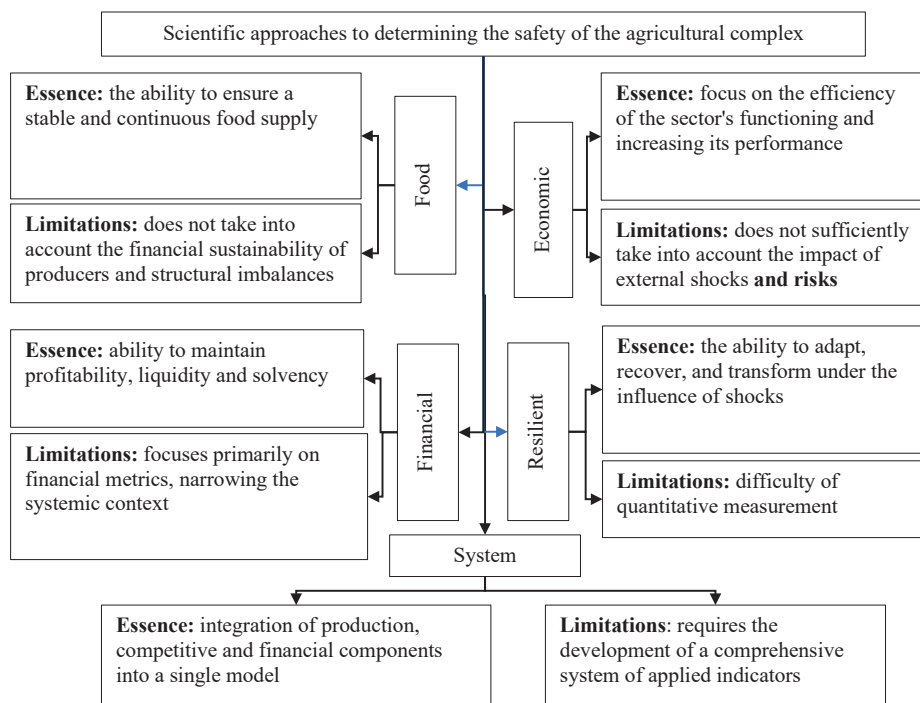 Scientific approaches to determining the safety of the agricultural complex
Essence: the ability to ensure a
stable and continuous food supply
Limitations: does not take into
account the financial sustainability of
producers and structural imbalances
Food
Economic
Essence: focus on the efficiency
of the sector's functioning and
increasing its performance
Limitations: does not sufficiently
take into account the impact of
external shocks and risks
Essence: ability to maintain
profitability, liquidity and solvency
Limitations: focuses primarily on
financial metrics, narrowing the
systemic context
Financial
Resilient
Essence: the ability to adapt,
recover, and transform under the
influence of shocks
Limitations: difficulty of
quantitative measurement
System
Essence: integration of production,
competitive and financial components
into a single model
Limitations: requires the
development of a comprehensive
system of applied indicators